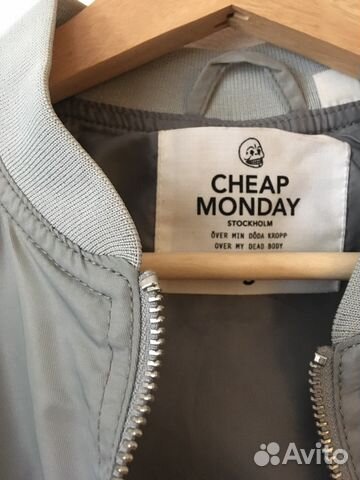 CHEAP
MONDAY
STOCKHOLM
ÖVER MIN DÖDA KROPP
OVER MY DEAD BODY
Avito